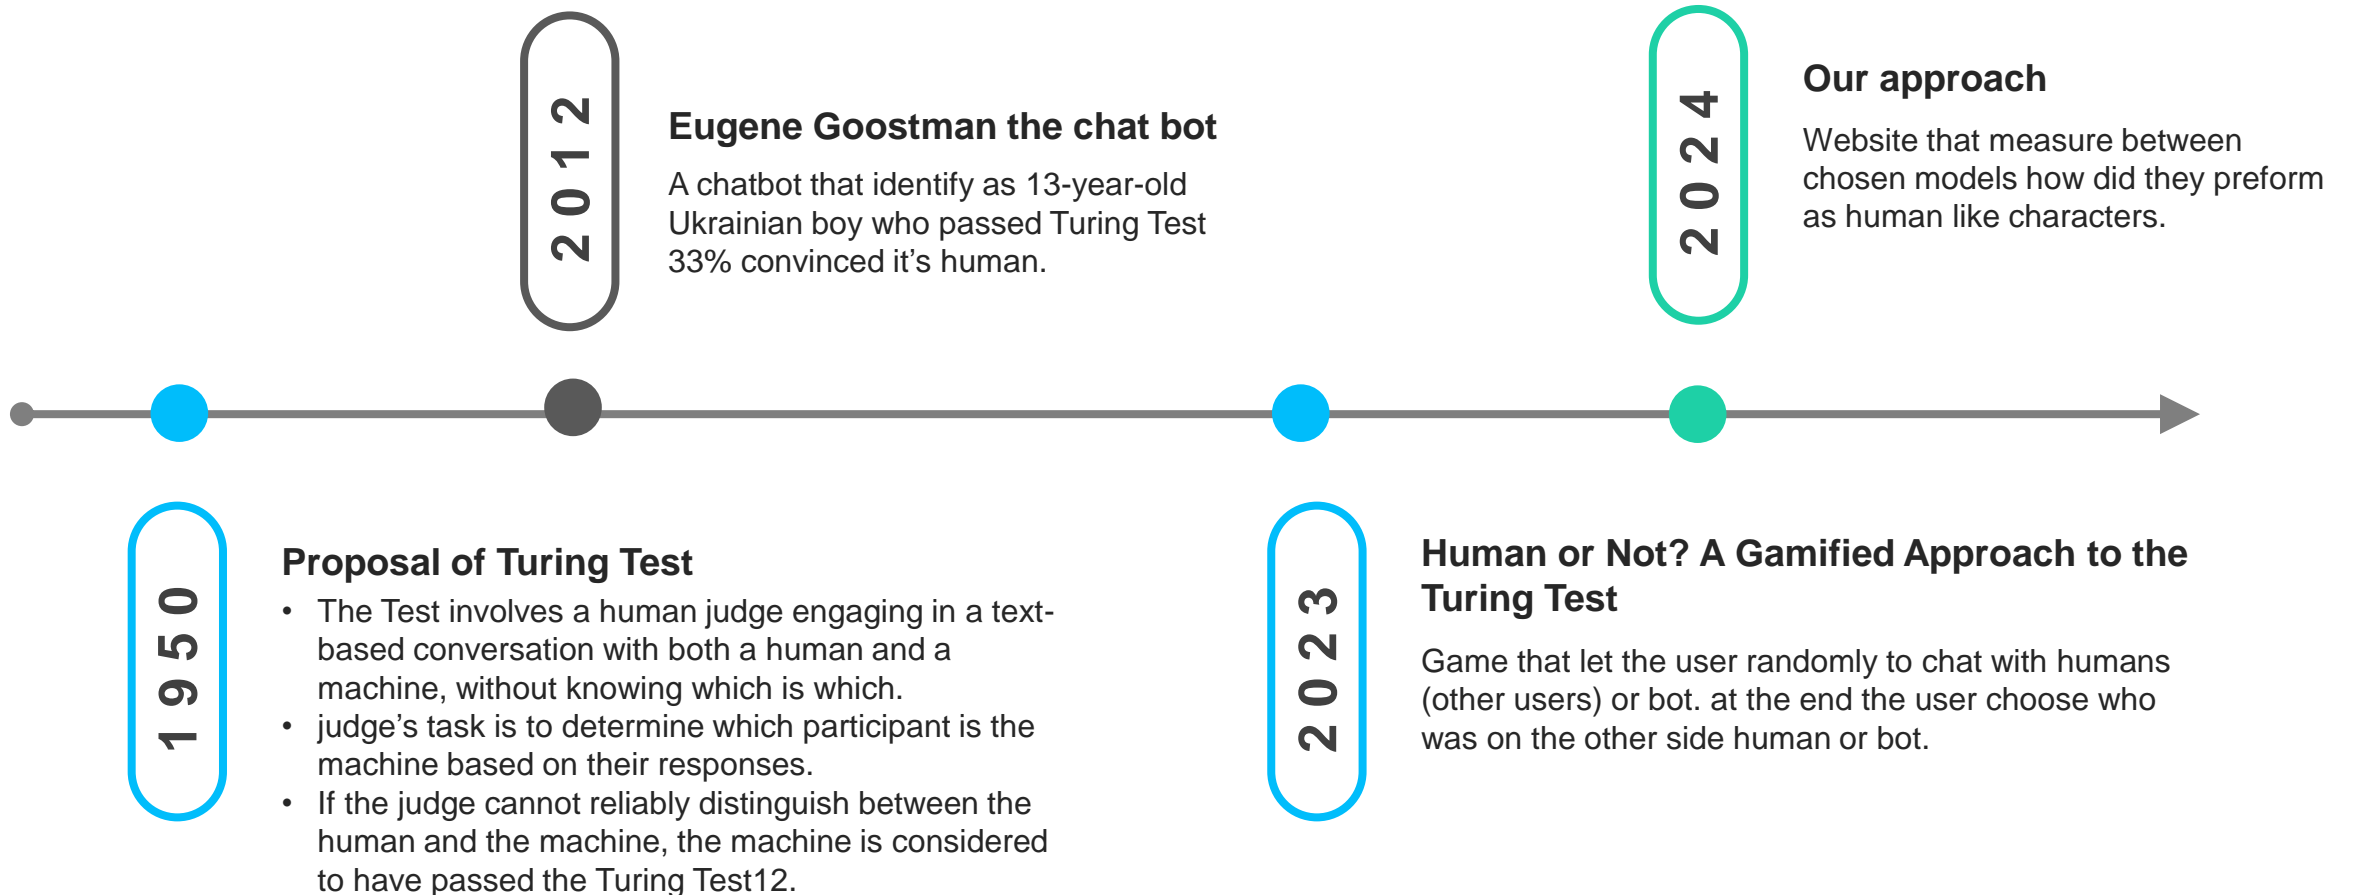 2012
Eugene Goostman the chat bot
A chatbot that identify as 13-year-old
Ukrainian boy who passed Turing Test
33% convinced it’s human.
2024
Our approach
Website that measure between
chosen models how did they preform
as human like characters.
1950
Proposal of Turing Test
• The Test involves a human judge engaging in a text-
based conversation with both a human and a
machine, without knowing which is which.
• judge’s task is to determine which participant is the
machine based on their responses.
• If the judge cannot reliably distinguish between the
human and the machine, the machine is considered
to have passed the Turing Test12.
2023
Human or Not? A Gamified Approach to the
Turing Test
Game that let the user randomly to chat with humans
(other users) or bot. at the end the user choose who
was on the other side human or bot.